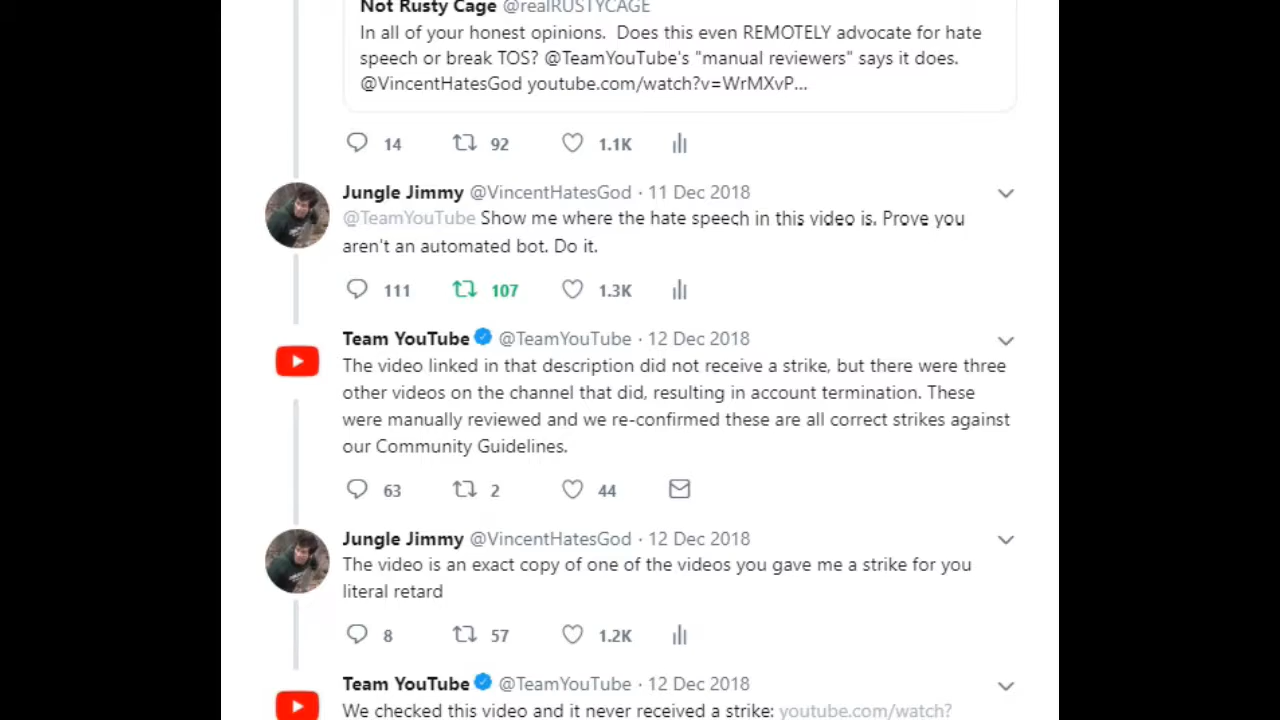 Not Rusty Cage @realRUSTYCAGE
In all of your honest opinions. Does this even REMOTELY advocate for hate
speech or break TOS? @TeamYouTube's "manual reviewers" says it does.
@VincentHatesGod youtube.com/watch?v=WrMXvP...
14 92 1.1K
Jungle Jimmy @VincentHatesGod · 11 Dec 2018
@TeamYouTube Show me where the hate speech in this video is. Prove you
aren't an automated bot. Do it.
111 107 1.3K
Team YouTube @TeamYouTube · 12 Dec 2018
The video linked in that description did not receive a strike, but there were three
other videos on the channel that did, resulting in account termination. These
were manually reviewed and we re-confirmed these are all correct strikes against
our Community Guidelines.
63 2 44
Jungle Jimmy @VincentHatesGod · 12 Dec 2018
The video is an exact copy of one of the videos you gave me a strike for you
literal retard
8 57 1.2K
Team YouTube @TeamYouTube · 12 Dec 2018
We checked this video and it never received a strike: youtube.com/watch?